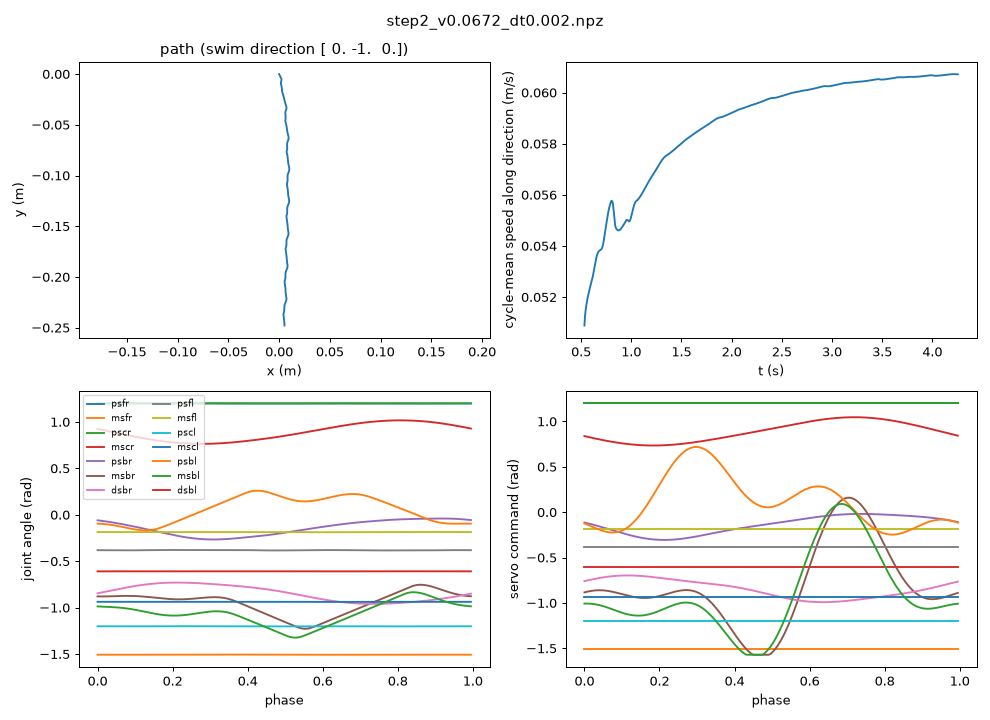 step2_v0.0672_dt0.002.npz
path (swim direction [ 0. -1.  0.])
0.00
−0.05
−0.10
−0.15
−0.20
−0.25
y (m)
−0.15
−0.10
−0.05
0.00
0.05
0.10
0.15
0.20
x (m)
cycle-mean speed along direction (m/s)
0.060
0.058
0.056
0.054
0.052
0.5
1.0
1.5
2.0
2.5
3.0
3.5
4.0
t (s)
joint angle (rad)
1.0
0.5
0.0
−0.5
−1.0
−1.5
psfr
msfr
pscr
mscr
psbr
msbr
dsbr
psfl
msfl
pscl
mscl
psbl
msbl
dsbl
0.0
0.2
0.4
0.6
0.8
1.0
phase
servo command (rad)
1.0
0.5
0.0
−0.5
−1.0
−1.5
0.0
0.2
0.4
0.6
0.8
1.0
phase